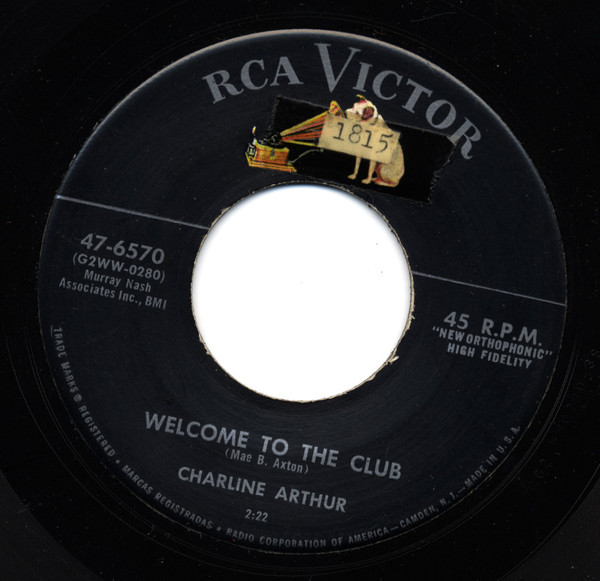 RCA VICTOR
1815
47-6570
(G2WW-0280)
Murray Nash
Associates Inc., BMI
45 R.P.M.
"NEW ORTHOPHONIC"
HIGH FIDELITY
WELCOME TO THE CLUB
(Mae B. Axton)
CHARLINE ARTHUR
2:22
TRADE MARKS ® REGISTERED • MARCAS REGISTRADAS • RADIO CORPORATION OF AMERICA—CAMDEN, N.J.—MADE IN U.S.A.